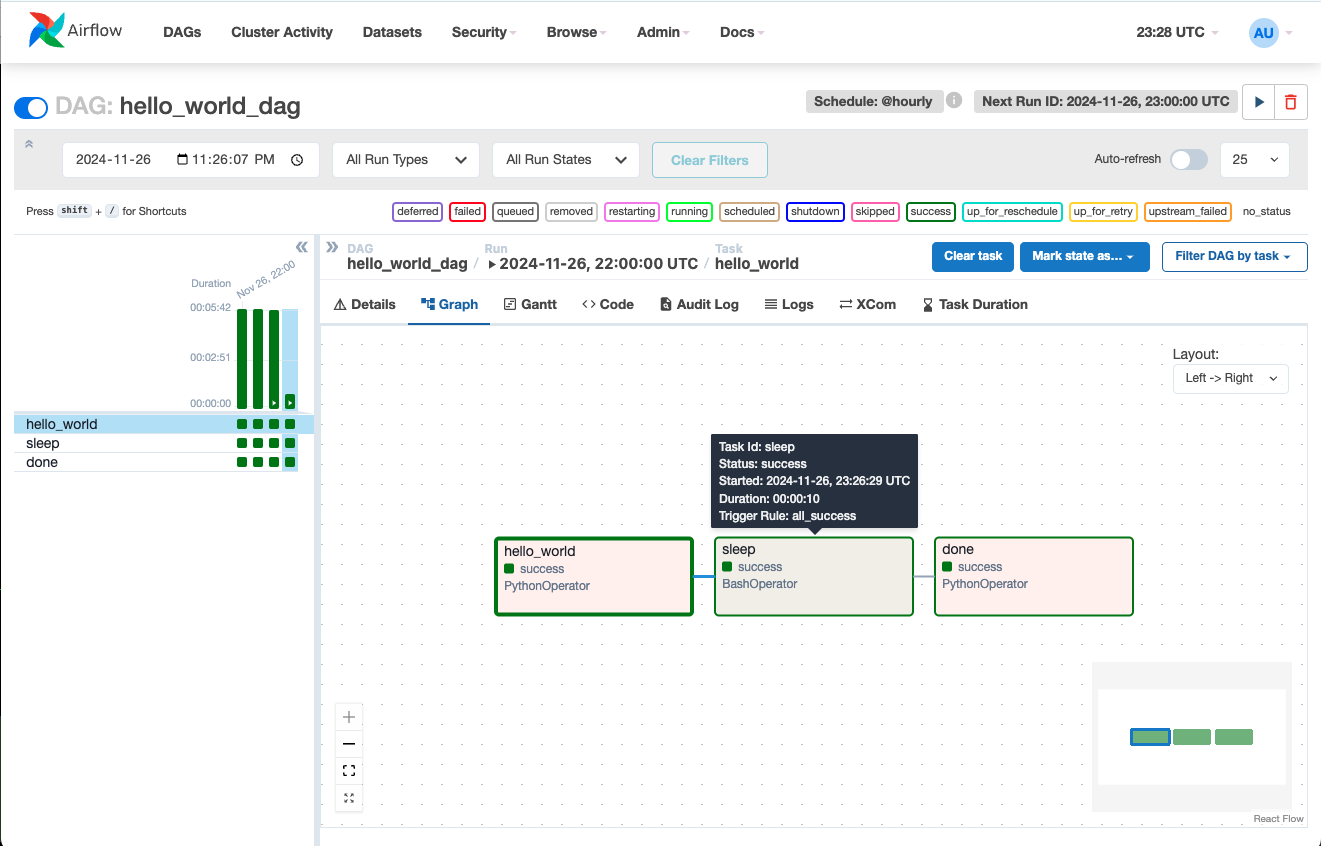 Airflow DAGs Cluster Activity Datasets Security Browse Admin Docs 23:28 UTC AU
DAG: hello_world_dag Schedule: @hourly i Next Run ID: 2024-11-26, 23:00:00 UTC
2024-11-26 11:26:07 PM All Run Types All Run States Clear Filters Auto-refresh 25
Press shift + / for Shortcuts deferred failed queued removed restarting running scheduled shutdown skipped success up_for_reschedule up_for_retry upstream_failed no_status
Duration
Nov 26, 22:00
00:05:42
00:02:51
00:00:00
hello_world
sleep
done
DAG Run Task
hello_world_dag / 2024-11-26, 22:00:00 UTC / hello_world
Clear task Mark state as... Filter DAG by task
Details Graph Gantt Code Audit Log Logs XCom Task Duration
Layout:
Left -> Right
Task Id: sleep
Status: success
Started: 2024-11-26, 23:26:29 UTC
Duration: 00:00:10
Trigger Rule: all_success
hello_world
success
PythonOperator
sleep
success
BashOperator
done
success
PythonOperator
React Flow